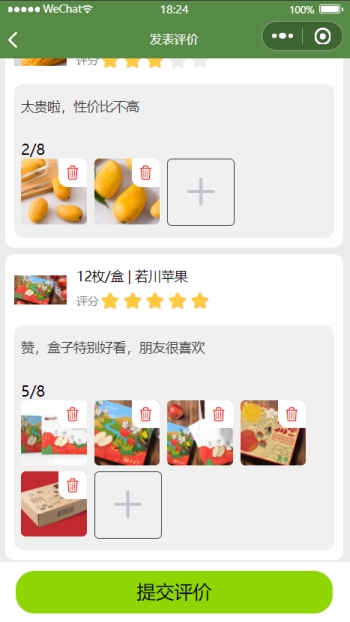 WeChat
18:24
100%
发表评价
评分
太贵啦，性价比不高
2/8
12枚/盒 | 若川苹果
评分
赞，盒子特别好看，朋友很喜欢
5/8
提交评价